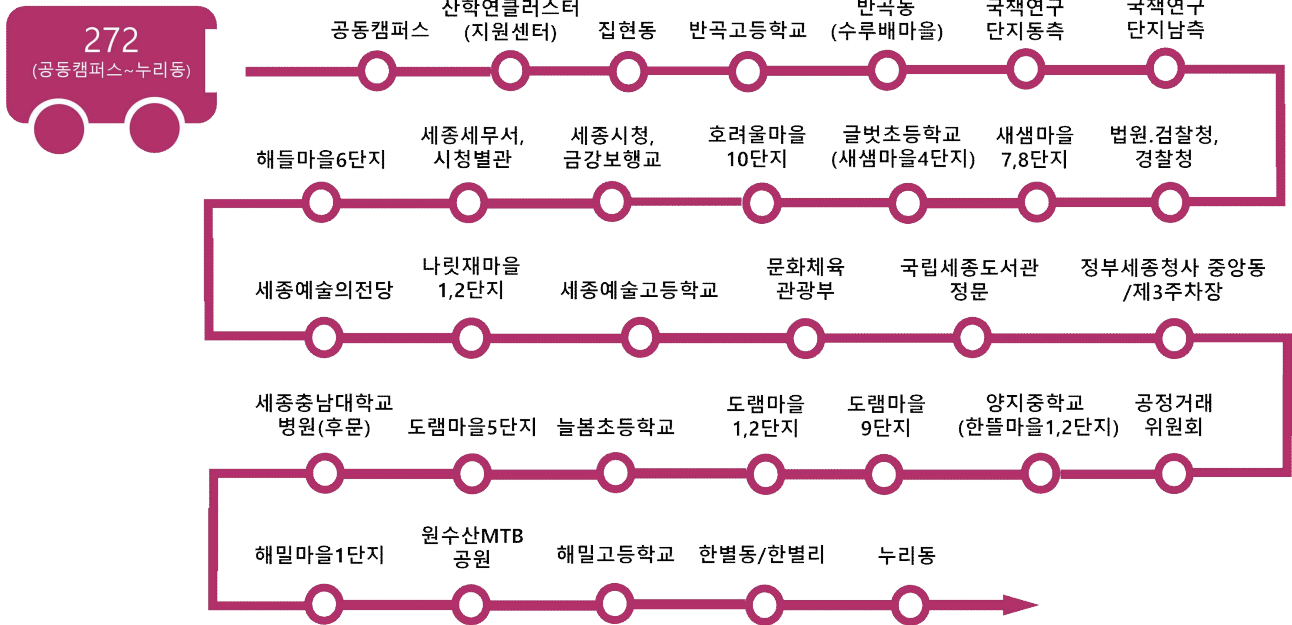 272
(공동캠퍼스~누리동)
공동캠퍼스
산학연클러스터
(지원센터)
집현동
반곡고등학교
반곡동
(수루배마을)
국책연구
단지동측
국책연구
단지남측
해들마을6단지
세종세무서,
시청별관
세종시청,
금강보행교
호려울마을
10단지
글벗초등학교
(새샘마을4단지)
새샘마을
7,8단지
법원.검찰청,
경찰청
세종예술의전당
나릿재마을
1,2단지
세종예술고등학교
문화체육
관광부
국립세종도서관
정문
정부세종청사 중앙동
/제3주차장
세종충남대학교
병원(후문)
도램마을5단지
늘봄초등학교
도램마을
1,2단지
도램마을
9단지
양지중학교
(한뜰마을1,2단지)
공정거래
위원회
해밀마을1단지
원수산MTB
공원
해밀고등학교
한별동/한별리
누리동